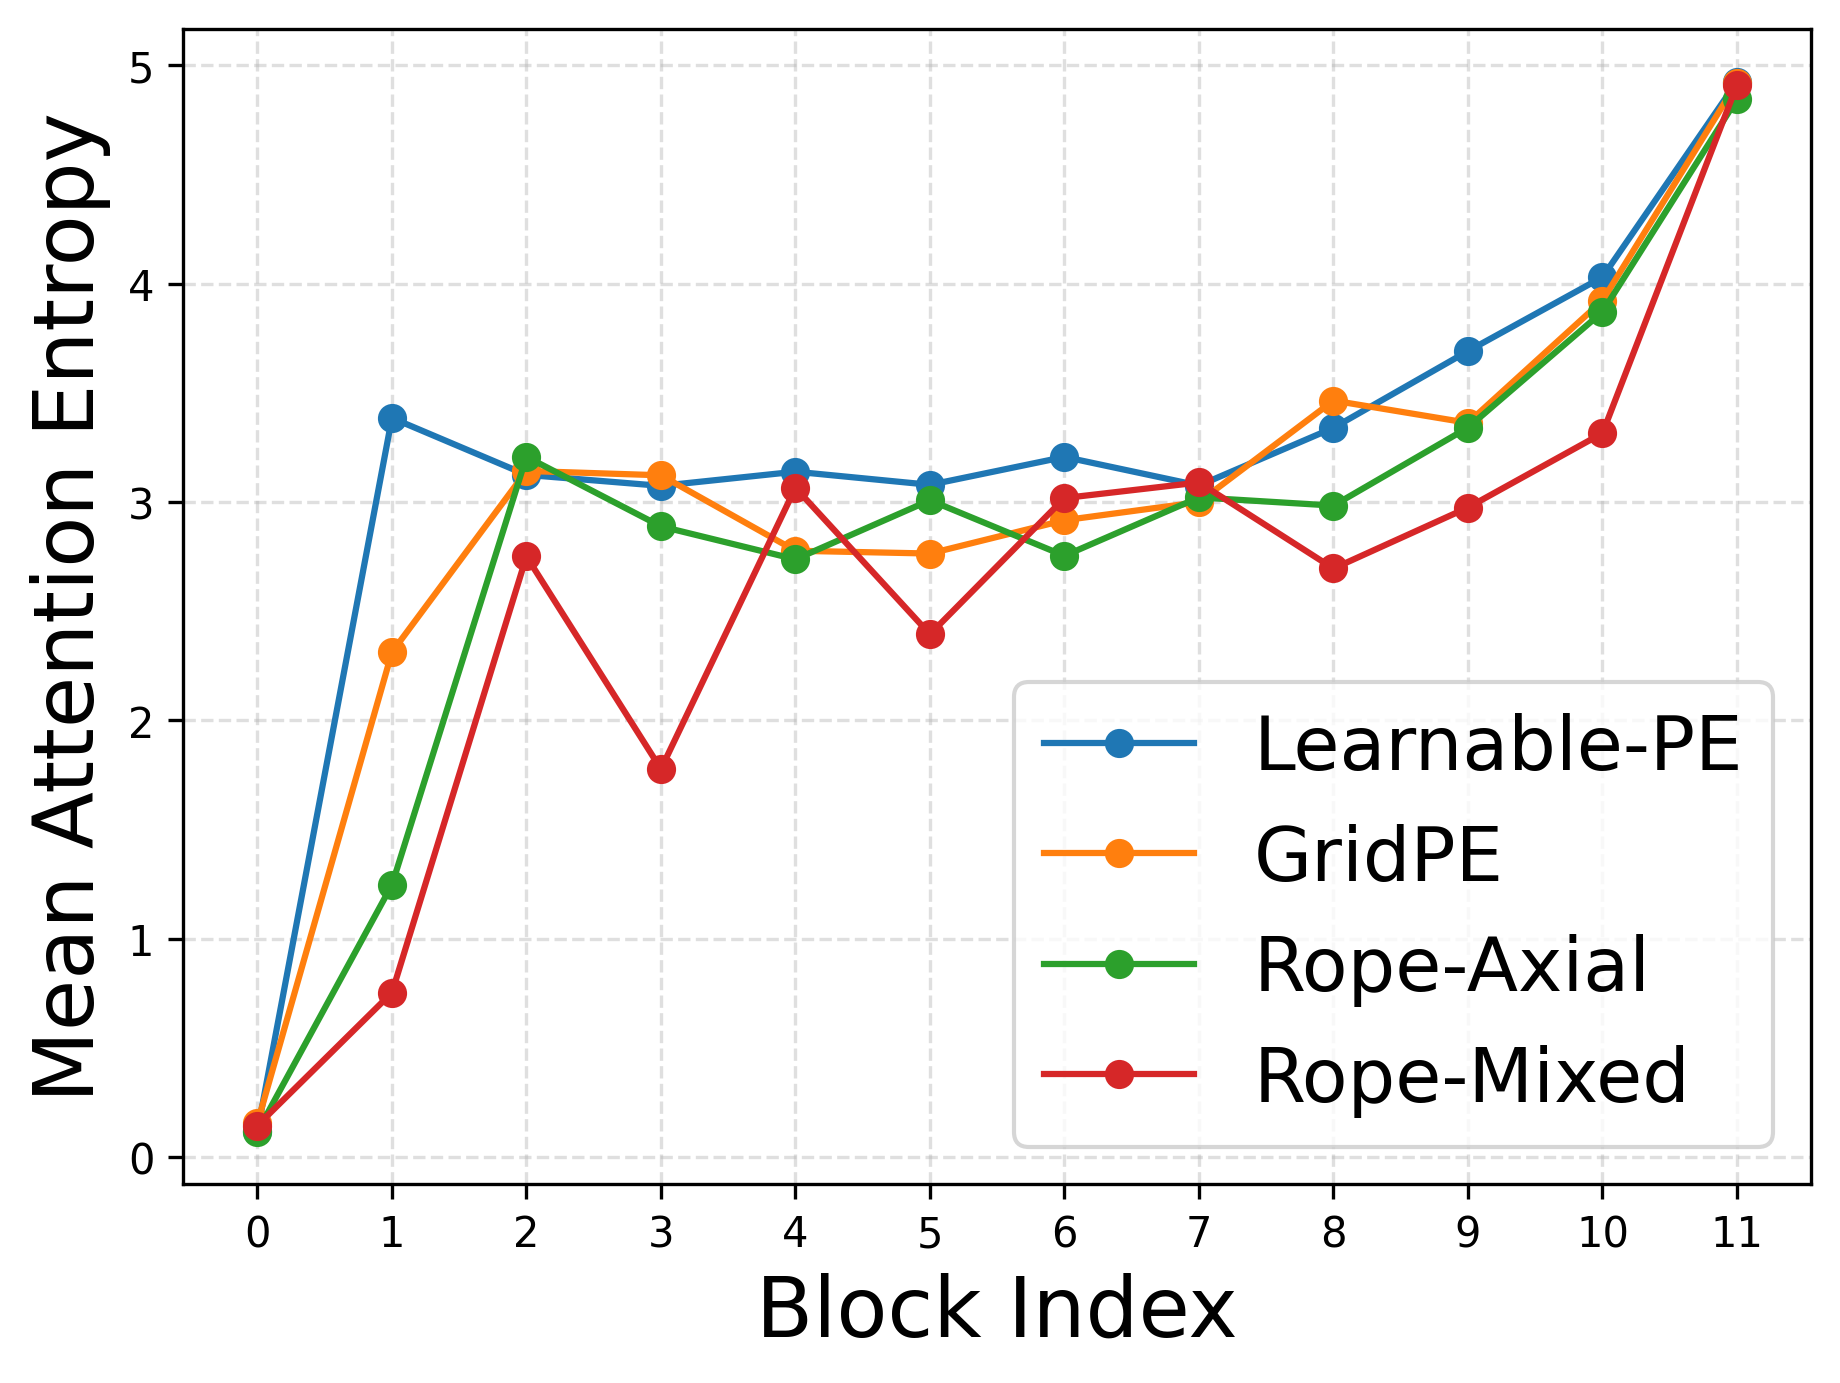 Mean Attention Entropy
5
4
3
2
1
0
0 1 2 3 4 5 6 7 8 9 10 11
Block Index
Learnable-PE
GridPE
Rope-Axial
Rope-Mixed